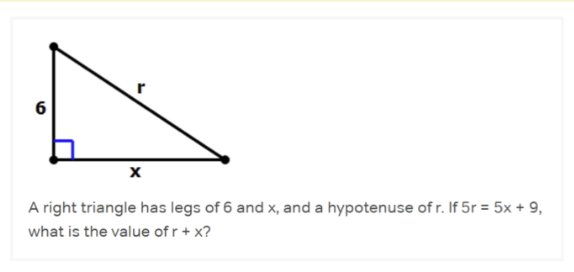 r
6
x
A right triangle has legs of 6 and x, and a hypotenuse of r. If 5r = 5x + 9,
what is the value of r + x?